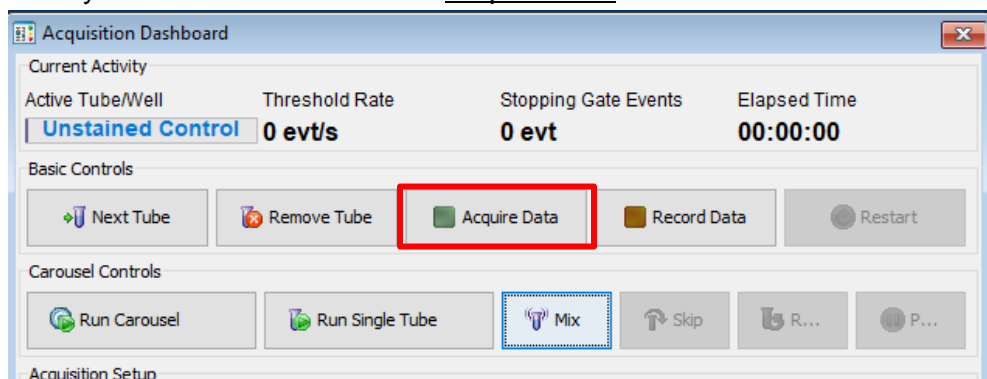 Acquisition Dashboard
Current Activity
Active Tube/Well Threshold Rate Stopping Gate Events Elapsed Time
Unstained Control 0 evt/s 0 evt 00:00:00
Basic Controls
Next Tube Remove Tube Acquire Data Record Data Restart
Carousel Controls
Run Carousel Run Single Tube Mix Skip R... P...
Acquisition Setup